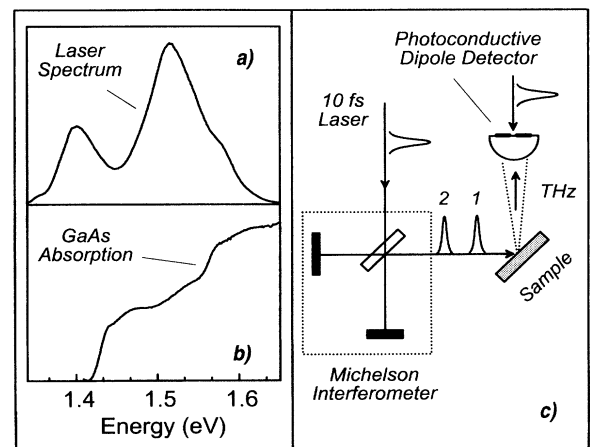 Laser
Spectrum
a)
GaAs
Absorption
b)
1.4 1.5 1.6
Energy (eV)
Photoconductive
Dipole Detector
10 fs
Laser
THz
2 1
Sample
Michelson
Interferometer
c)